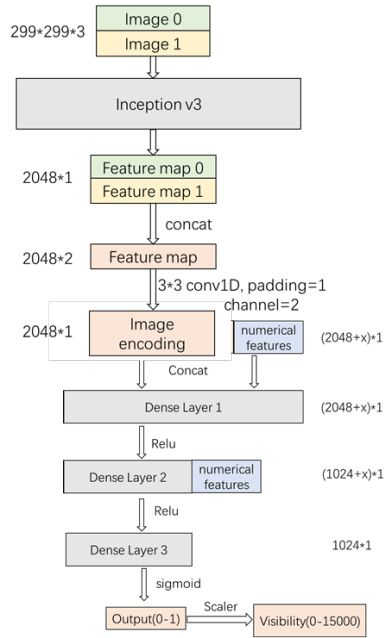 Image 0
299*299*3
Image 1
Inception v3
Feature map 0
2048*1
Feature map 1
concat
2048*2
Feature map
3*3 conv1D, padding=1
channel=2
2048*1
Image
encoding
numerical
features
(2048+x)*1
Concat
Dense Layer 1
(2048+x)*1
Relu
Dense Layer 2
numerical
features
(1024+x)*1
Relu
Dense Layer 3
1024*1
sigmoid
Output(0-1)
Scaler
Visibility(0-15000)